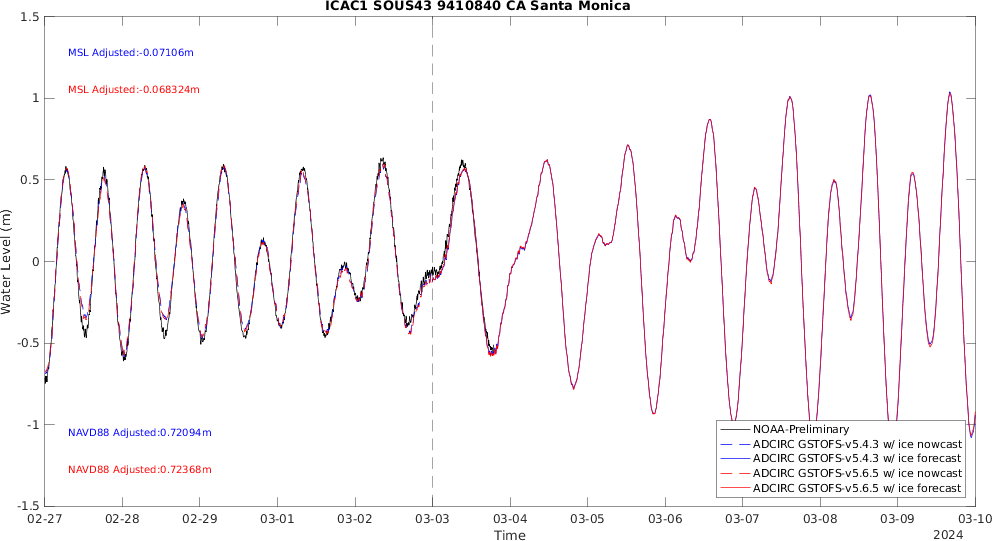 ICAC1 SOUS43 9410840 CA Santa Monica
1.5
1
0.5
0
-0.5
-1
-1.5
Water Level (m)
MSL Adjusted:-0.07106m
MSL Adjusted:-0.068324m
NAVD88 Adjusted:0.72094m
NAVD88 Adjusted:0.72368m
NOAA-Preliminary
ADCIRC GSTOFS-v5.4.3 w/ ice nowcast
ADCIRC GSTOFS-v5.4.3 w/ ice forecast
ADCIRC GSTOFS-v5.6.5 w/ ice nowcast
ADCIRC GSTOFS-v5.6.5 w/ ice forecast
02-27 02-28 02-29 03-01 03-02 03-03 03-04 03-05 03-06 03-07 03-08 03-09 03-10
Time
2024